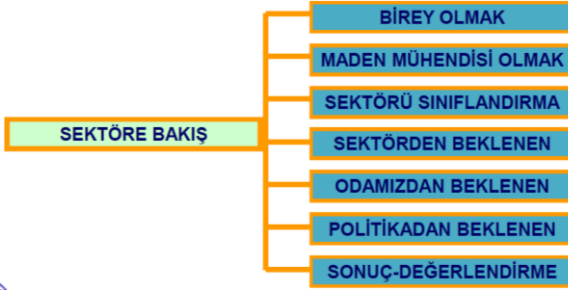 BİREY OLMAK
MADEN MÜHENDİSİ OLMAK
SEKTÖRÜ SINIFLANDIRMA
SEKTÖRE BAKIŞ
SEKTÖRDEN BEKLENEN
ODAMIZDAN BEKLENEN
POLİTİKADAN BEKLENEN
SONUÇ-DEĞERLENDİRME